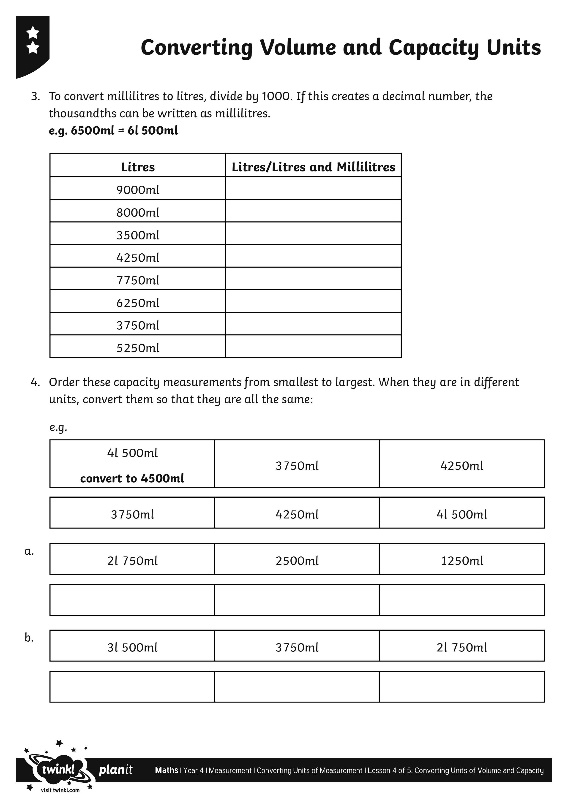 Converting Volume and Capacity Units
3. To convert millilitres to litres, divide by 1000. If this creates a decimal number, the
thousandths can be written as millilitres.
e.g. 6500ml = 6l 500ml
Litres Litres/Litres and Millilitres
9000ml
8000ml
3500ml
4250ml
7750ml
6250ml
3750ml
5250ml
4. Order these capacity measurements from smallest to largest. When they are in different
units, convert them so that they are all the same:
e.g.
4l 500ml
convert to 4500ml
3750ml 4250ml
3750ml 4250ml 4l 500ml
a. 2l 750ml 2500ml 1250ml
b. 3l 500ml 3750ml 2l 750ml
twinkl planit Maths | Year 4 | Measurement | Converting Units of Measurement | Lesson 4 of 5: Converting Units of Volume and Capacity
visit twinkl.com